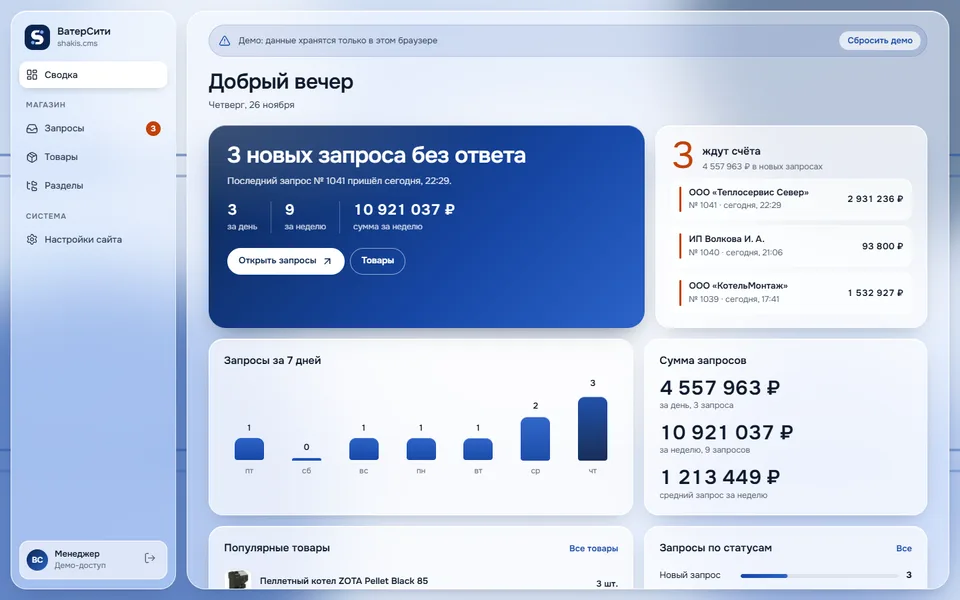 ВатерСити
shakis.cms
Сводка
МАГАЗИН
Запросы
3
Товары
Разделы
СИСТЕМА
Настройки сайта
ВС
Менеджер
Демо-доступ
Демо: данные хранятся только в этом браузере
Сбросить демо
Добрый вечер
Четверг, 26 ноября
3 новых запроса без ответа
Последний запрос № 1041 пришёл сегодня, 22:29.
3
за день
9
за неделю
10 921 037 ₽
сумма за неделю
Открыть запросы
Товары
3
ждут счёта
4 557 963 ₽ в новых запросах
ООО «Теплосервис Север»
№ 1041 · сегодня, 22:29
2 931 236 ₽
ИП Волкова И. А.
№ 1040 · сегодня, 21:06
93 800 ₽
ООО «КотельМонтаж»
№ 1039 · сегодня, 17:41
1 532 927 ₽
Запросы за 7 дней
1
0
1
1
1
2
3
пт
сб
вс
пн
вт
ср
чт
Сумма запросов
4 557 963 ₽
за день, 3 запроса
10 921 037 ₽
за неделю, 9 запросов
1 213 449 ₽
средний запрос за неделю
Популярные товары
Все товары
Пеллетный котел ZOTA Pellet Black 85
3 шт.
Запросы по статусам
Все
Новый запрос
3